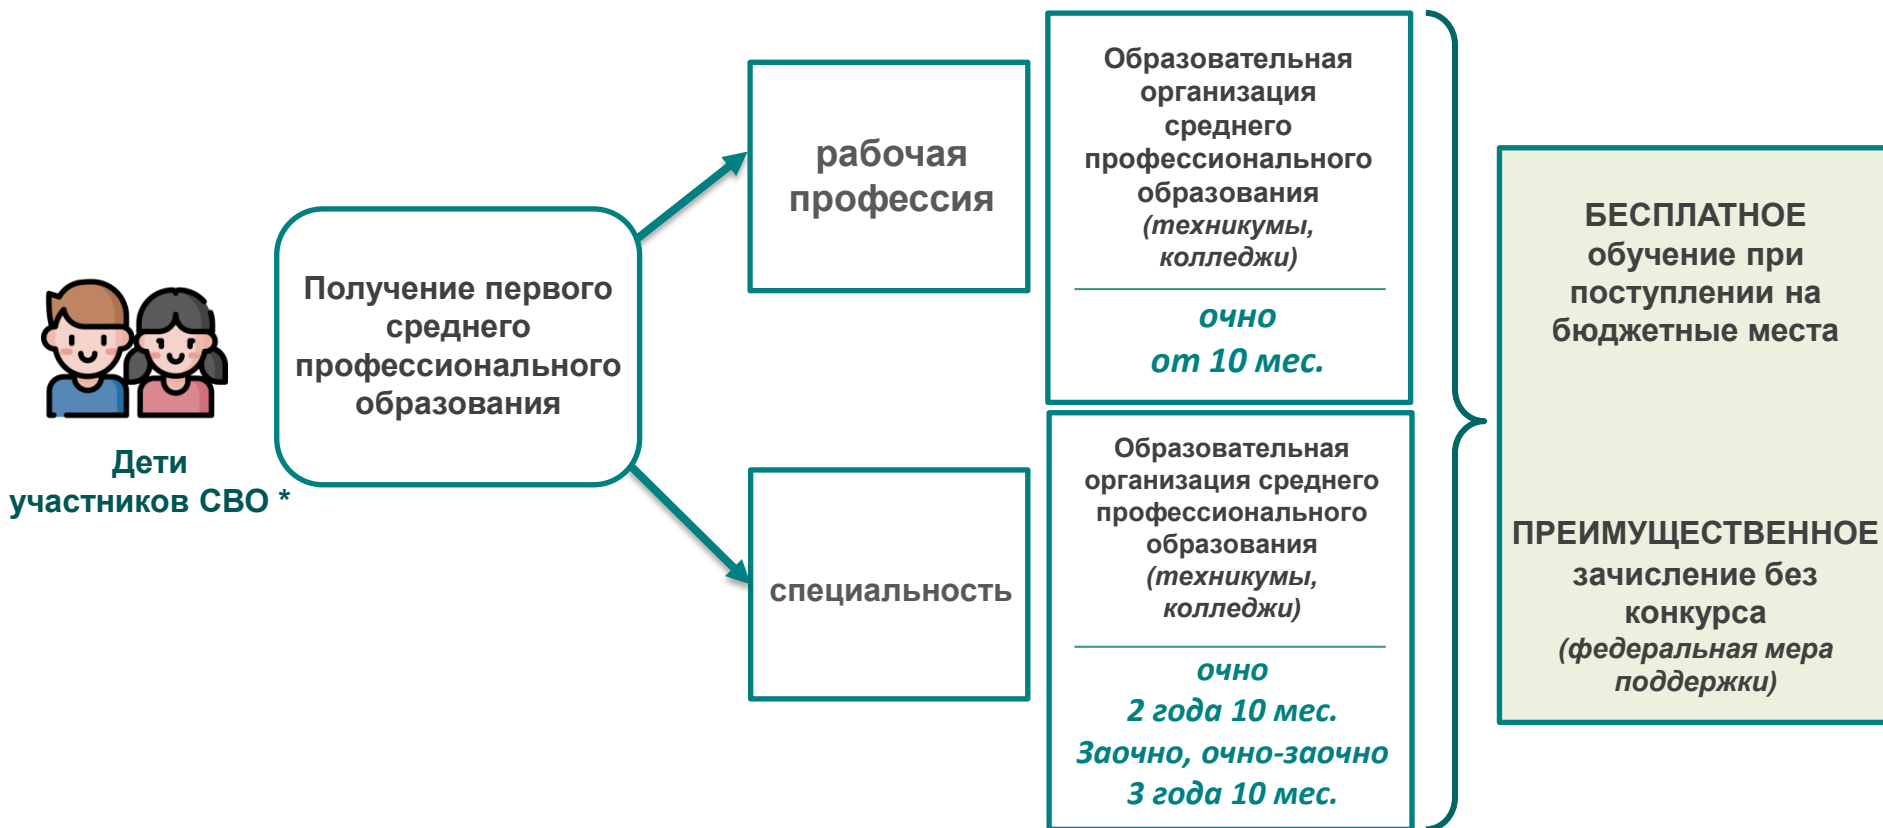 Дети
участников СВО *
Получение первого
среднего
профессионального
образования
рабочая
профессия
Образовательная
организация
среднего
профессионального
образования
(техникумы,
колледжи)
очно
от 10 мес.
специальность
Образовательная
организация среднего
профессионального
образования
(техникумы,
колледжи)
очно
2 года 10 мес.
Заочно, очно-заочно
3 года 10 мес.
БЕСПЛАТНОЕ
обучение при
поступлении на
бюджетные места
ПРЕИМУЩЕСТВЕННОЕ
зачисление без
конкурса
(федеральная мера
поддержки)